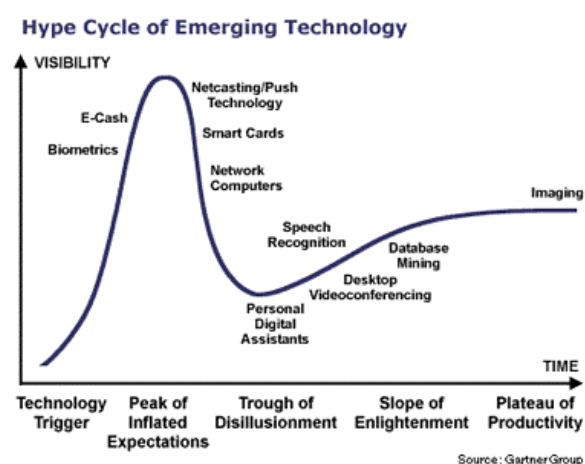 Hype Cycle of Emerging Technology
VISIBILITY
Netcasting/Push
Technology
E-Cash
Smart Cards
Biometrics
Network
Computers
Imaging
Speech
Recognition
Database
Mining
Desktop
Videoconferencing
Personal
Digital
Assistants
TIME
Technology
Trigger
Peak of
Inflated
Expectations
Trough of
Disillusionment
Slope of
Enlightenment
Plateau of
Productivity
Source: GartnerGroup